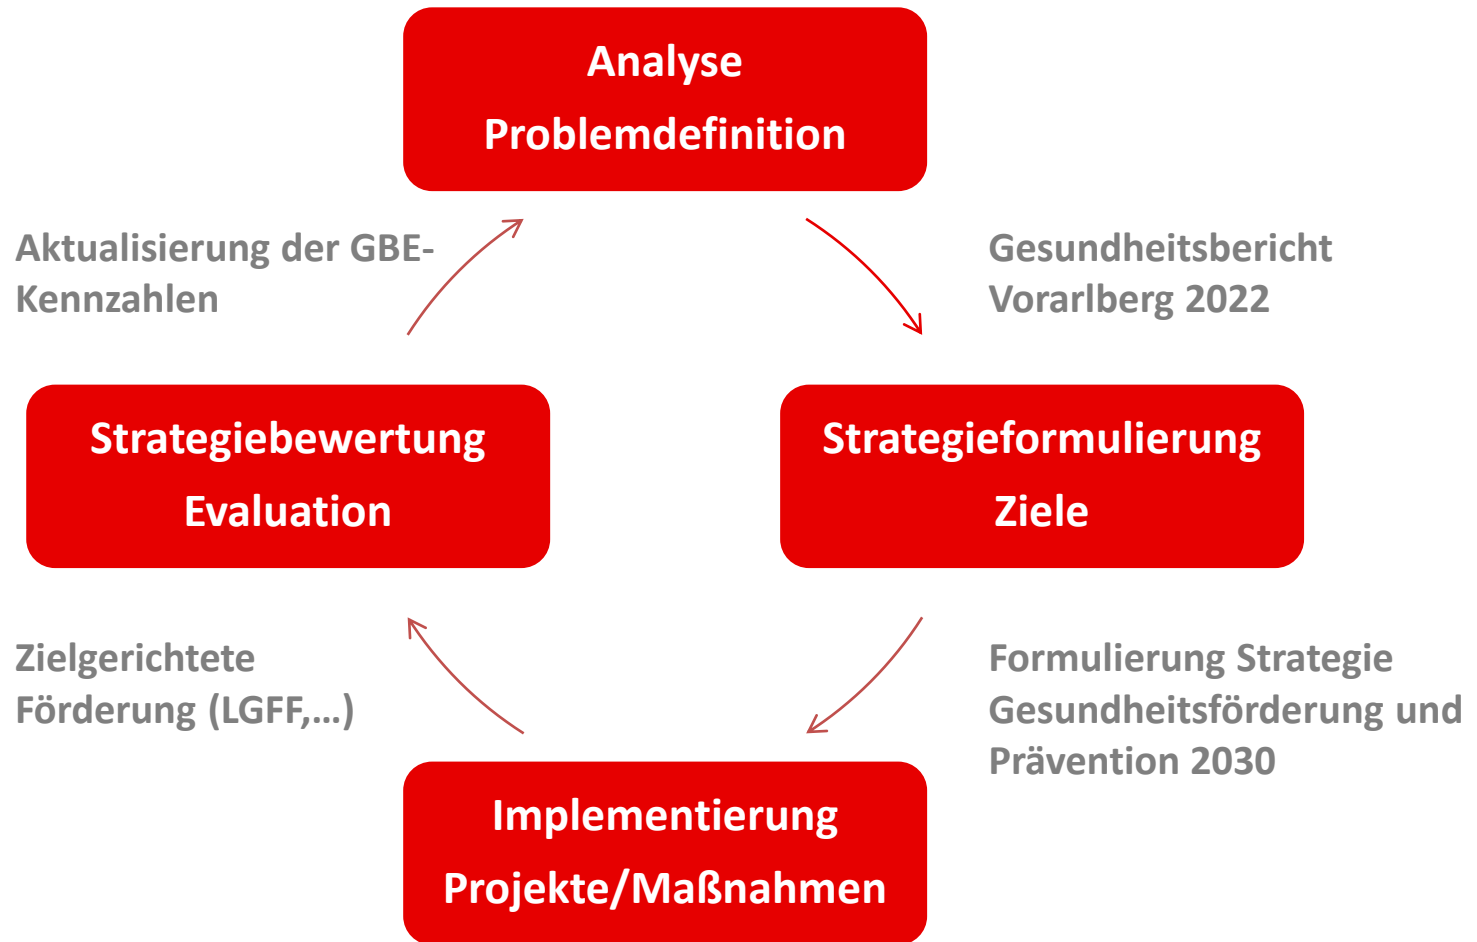 Analyse
Problemdefinition
Aktualisierung der GBE-
Kennzahlen
Gesundheitsbericht
Vorarlberg 2022
Strategiebewertung
Evaluation
Strategieformulierung
Ziele
Zielgerichtete
Förderung (LGFF,...)
Formulierung Strategie
Gesundheitsförderung und
Prävention 2030
Implementierung
Projekte/Maßnahmen